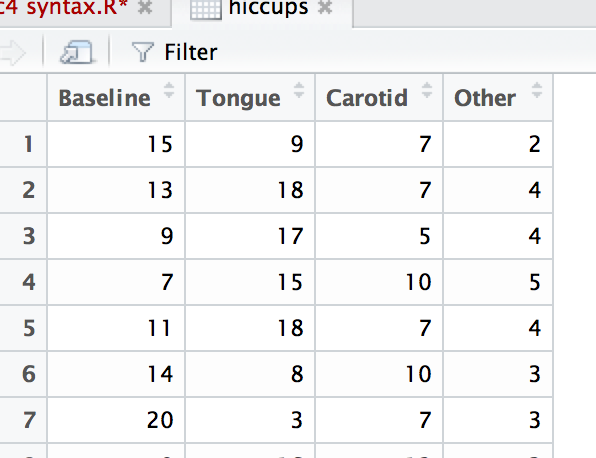 c4 syntax.R* hiccups
Filter
Baseline Tongue Carotid Other
1 15 9 7 2
2 13 18 7 4
3 9 17 5 4
4 7 15 10 5
5 11 18 7 4
6 14 8 10 3
7 20 3 7 3